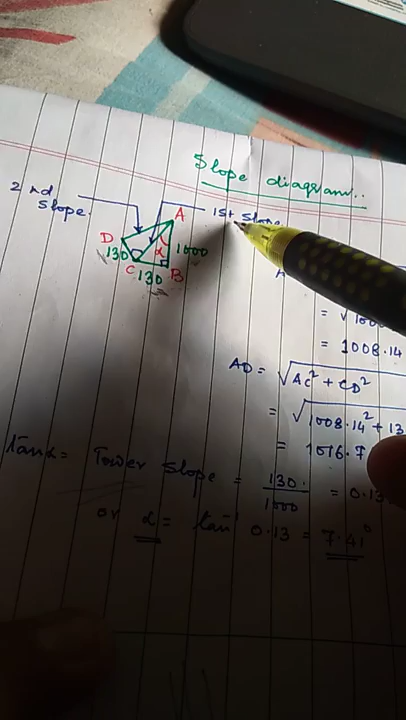 Slope diagram..
2nd
slope.
A
1st slope
D
130
α
1000
C
130
B
A
= √
= 1008.14
AD = √AC² + CD²
= √1008.14² + 13
= 1016.7
Tanα = Tower slope = 130/1000 = 0.13
or α = tan⁻¹ 0.13 = 7.41°